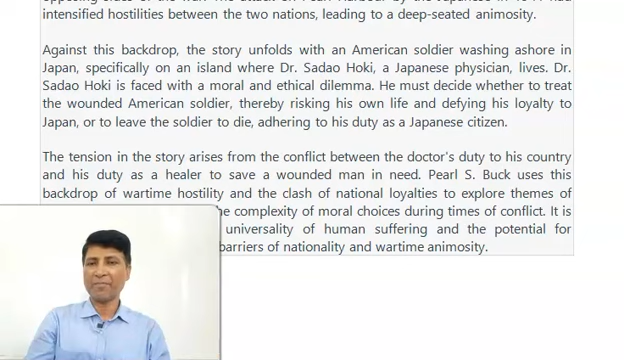 intensified hostilities between the two nations, leading to a deep-seated animosity.
Against this backdrop, the story unfolds with an American soldier washing ashore in
Japan, specifically on an island where Dr. Sadao Hoki, a Japanese physician, lives. Dr.
Sadao Hoki is faced with a moral and ethical dilemma. He must decide whether to treat
the wounded American soldier, thereby risking his own life and defying his loyalty to
Japan, or to leave the soldier to die, adhering to his duty as a Japanese citizen.
The tension in the story arises from the conflict between the doctor's duty to his country
and his duty as a healer to save a wounded man in need. Pearl S. Buck uses this
backdrop of wartime hostility and the clash of national loyalties to explore themes of
he complexity of moral choices during times of conflict. It is
universality of human suffering and the potential for
barriers of nationality and wartime animosity.